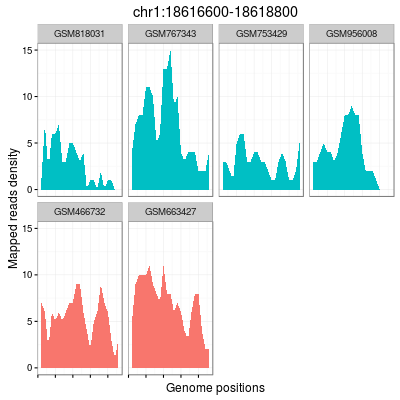 chr1:18616600-18618800
GSM818031 GSM767343 GSM753429 GSM956008
15
10
5
0
Mapped reads density
GSM466732 GSM663427
15
10
5
0
Genome positions